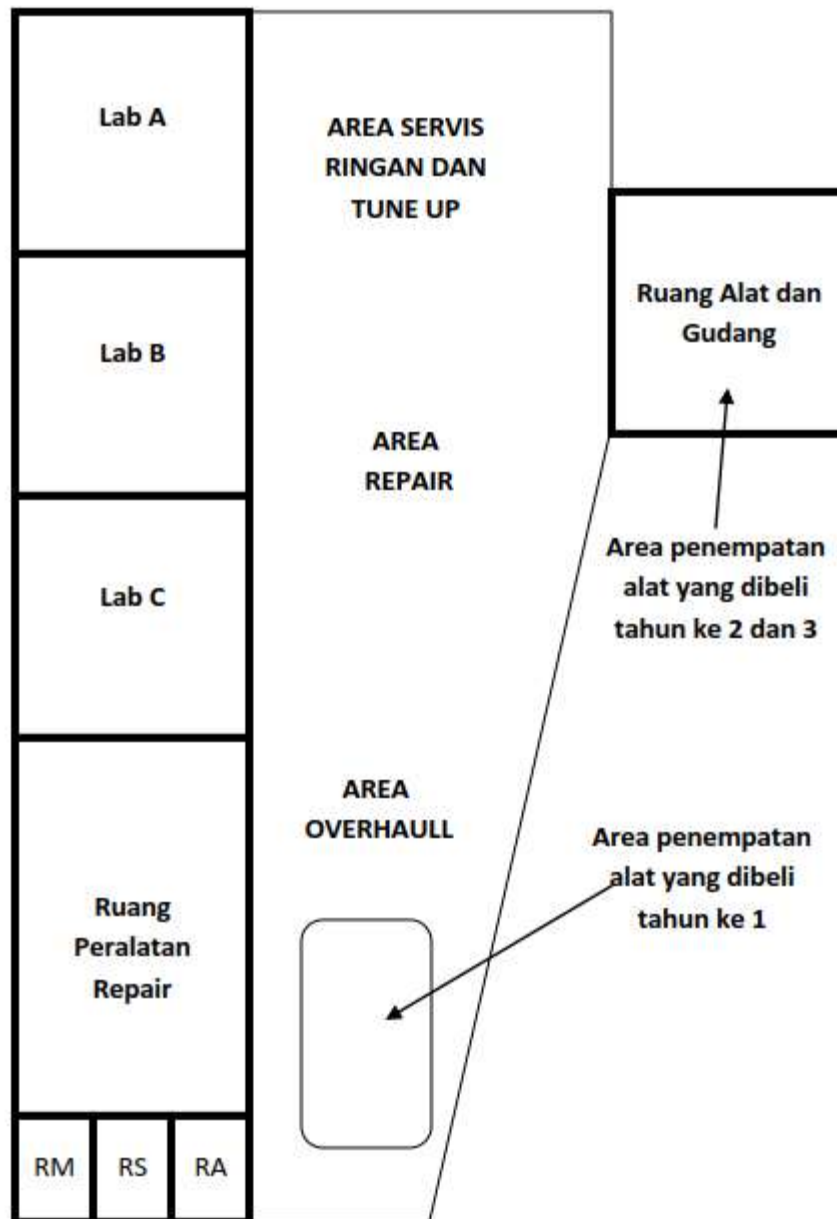 Lab A
AREA SERVIS
RINGAN DAN
TUNE UP
Ruang Alat dan
Gudang
Lab B
AREA
REPAIR
Area penempatan
alat yang dibeli
tahun ke 2 dan 3
Lab C
AREA
OVERHAULL
Area penempatan
alat yang dibeli
tahun ke 1
Ruang
Peralatan
Repair
RM
RS
RA